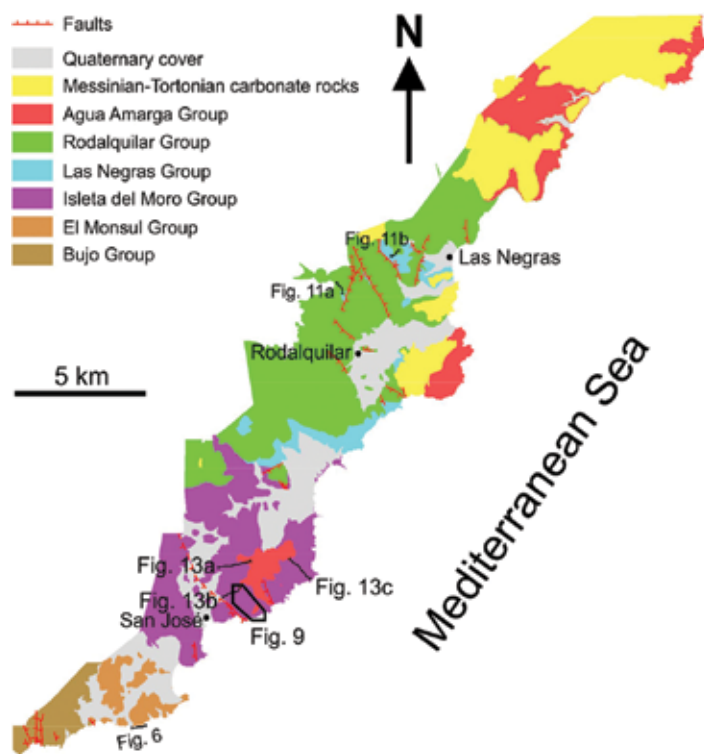 Faults
Quaternary cover
Messinian-Tortonian carbonate rocks
Agua Amarga Group
Rodalquilar Group
Las Negras Group
Isleta del Moro Group
El Monsul Group
Bujo Group
N
Fig. 11b
Las Negras
Fig. 11a
Rodalquilar
5 km
Mediterranean Sea
Fig. 13a
Fig. 13c
Fig. 13b
San José
Fig. 9
Fig. 6